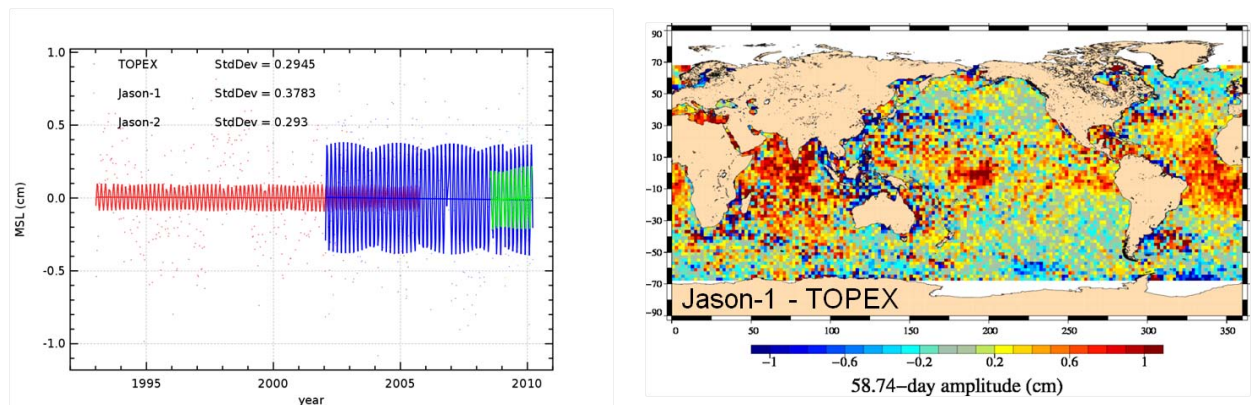 1.0
0.5
0.0
-0.5
-1.0
MSL (cm)
TOPEX StdDev = 0.2945
Jason-1 StdDev = 0.3783
Jason-2 StdDev = 0.293
1995 2000 2005 2010
year
90
70
50
30
10
-10
-30
-50
-70
-90
Jason-1 - TOPEX
0 50 100 150 200 250 300 350
-1 -0.6 -0.2 0.2 0.6 1
58.74-day amplitude (cm)